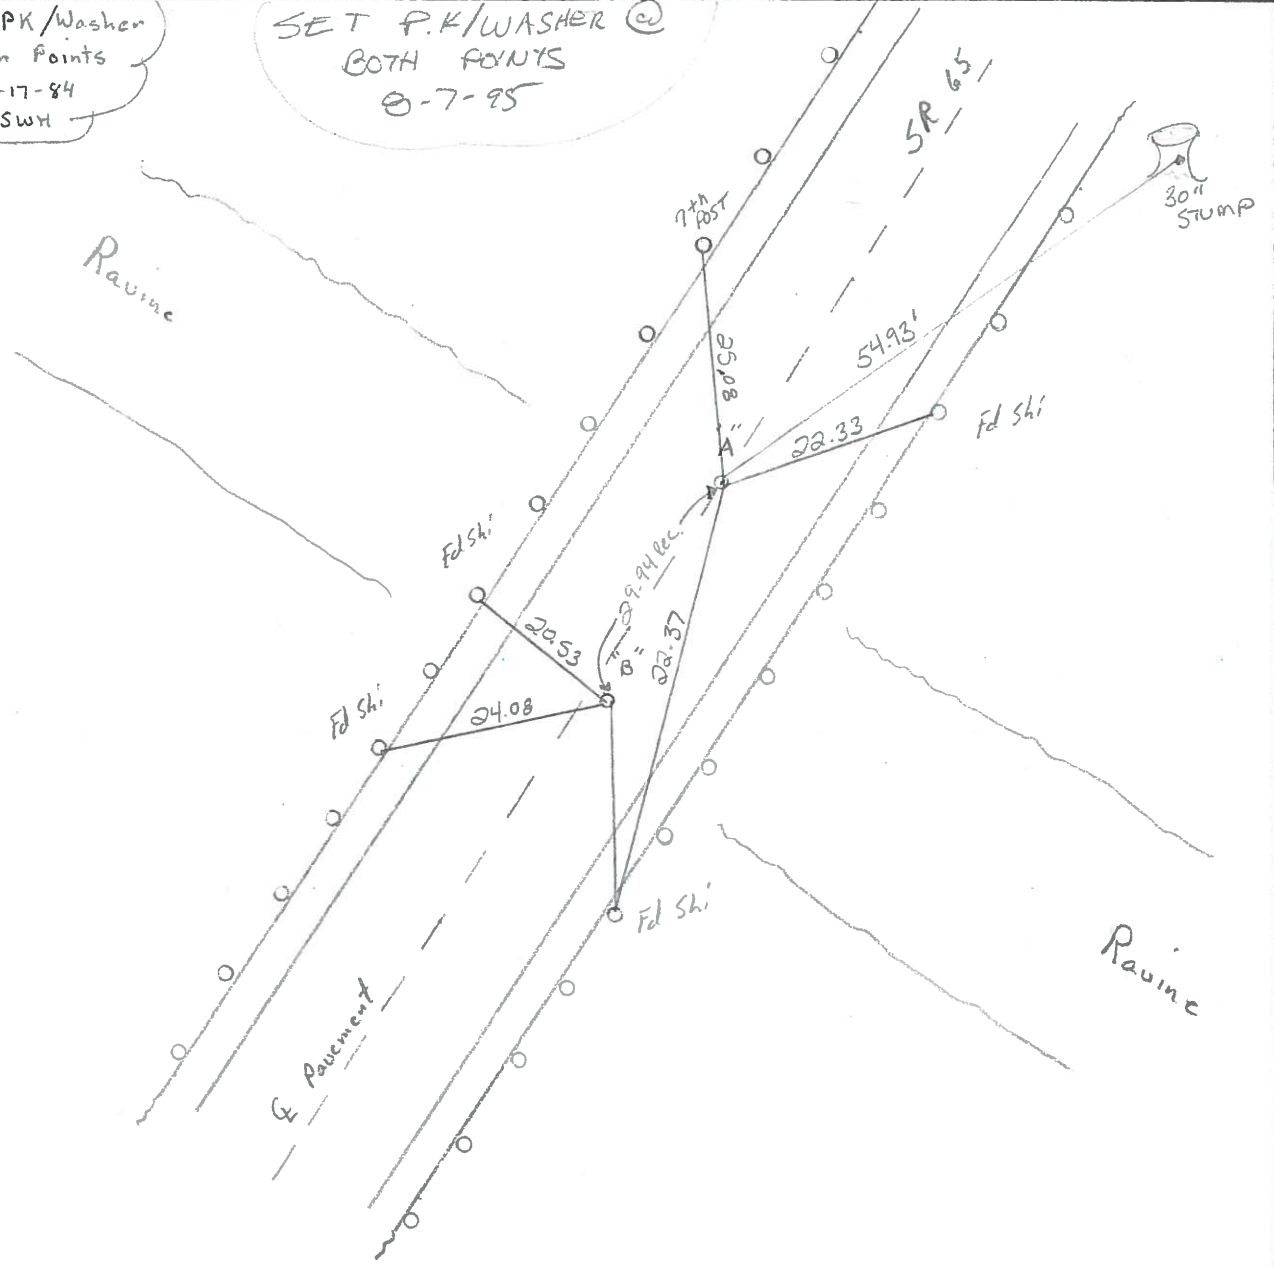 PK/Washer
Points
-17-84
SWH
SET P.K/WASHER @
BOTH POINTS
8-7-95
SR 65
30"
STUMP
7th
POST
Ravine
25.08
54.93'
"A"
22.33
Fd Shi
Fd Shi
29.94 Rec.
20.53
"B"
22.37
Fd Shi
24.08
Fd Shi
Ravine
℄ Pavement